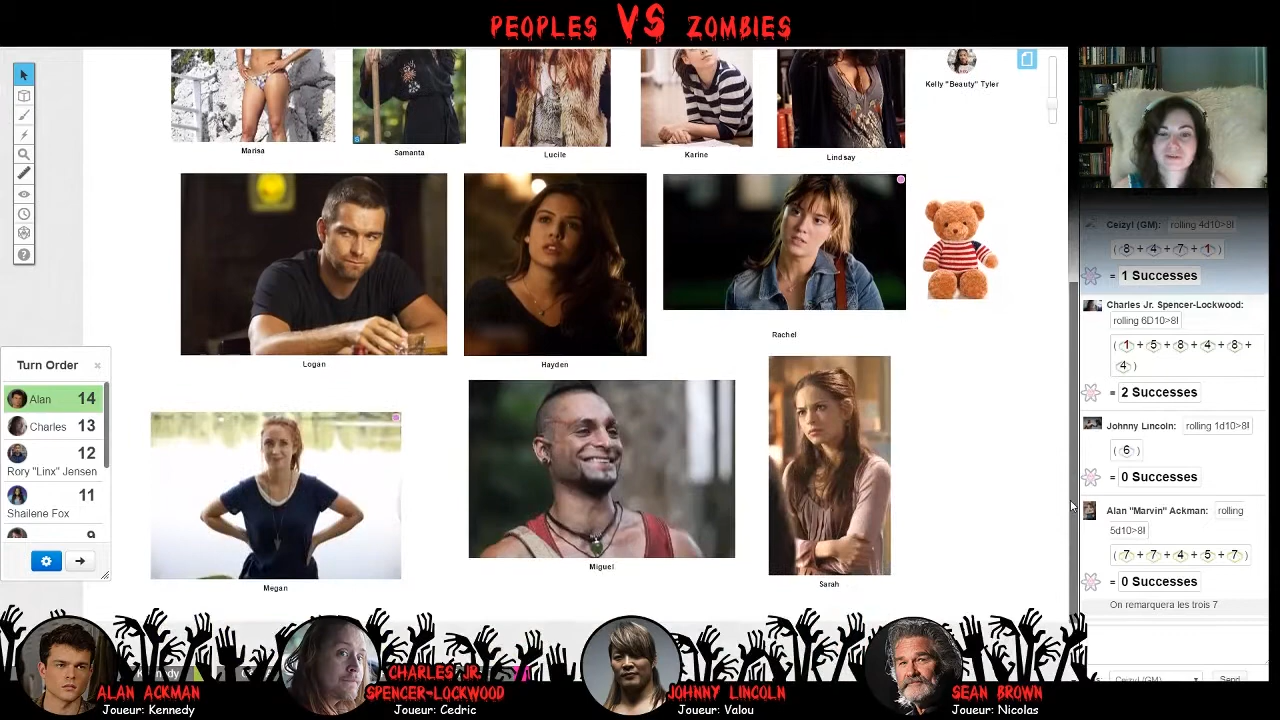 PEOPLES VS ZOMBIES
Kelly "Beauty" Tyler
Marisa
Samanta
Lucile
Karine
Lindsay
Logan
Hayden
Rachel
Megan
Miguel
Sarah
Turn Order ×
Alan 14
Charles 13
12
Rory "Linx" Jensen
11
Shailene Fox
9
Ceizyl (GM): rolling 4d10>8!
(8 + 4 + 7 + 1)
= 1 Successes
Charles Jr. Spencer-Lockwood:
rolling 6D10>8!
(1 + 5 + 8 + 4 + 8 +
4)
= 2 Successes
Johnny Lincoln: rolling 1d10>8!
(6)
= 0 Successes
Alan "Marvin" Ackman: rolling
5d10>8!
(7 + 7 + 4 + 5 + 7)
= 0 Successes
On remarquera les trois 7
Ceizyl (GM)
Send
ALAN ACKMAN
Joueur: Kennedy
CHARLES JR.
SPENCER-LOCKWOOD
Joueur: Cedric
JOHNNY LINCOLN
Joueur: Valou
SEAN BROWN
Joueur: Nicolas